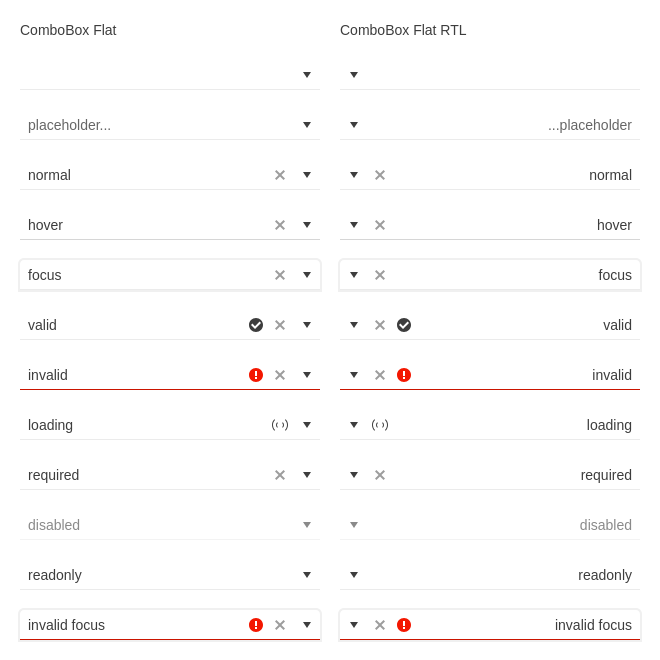 ComboBox Flat
placeholder...
normal
hover
focus
valid
invalid
loading
required
disabled
readonly
invalid focus
ComboBox Flat RTL
...placeholder
normal
hover
focus
valid
invalid
loading
required
disabled
readonly
invalid focus